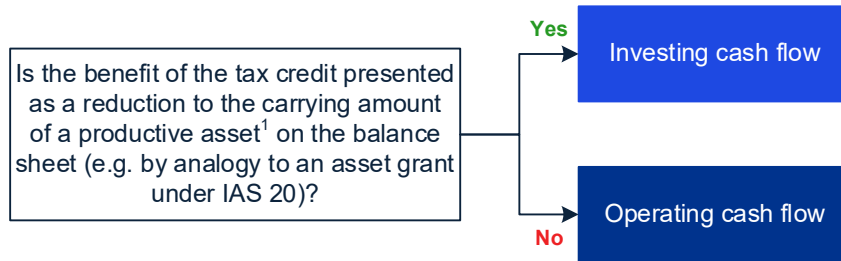 Is the benefit of the tax credit presented
as a reduction to the carrying amount
of a productive asset¹ on the balance
sheet (e.g. by analogy to an asset grant
under IAS 20)?
Yes
Investing cash flow
No
Operating cash flow